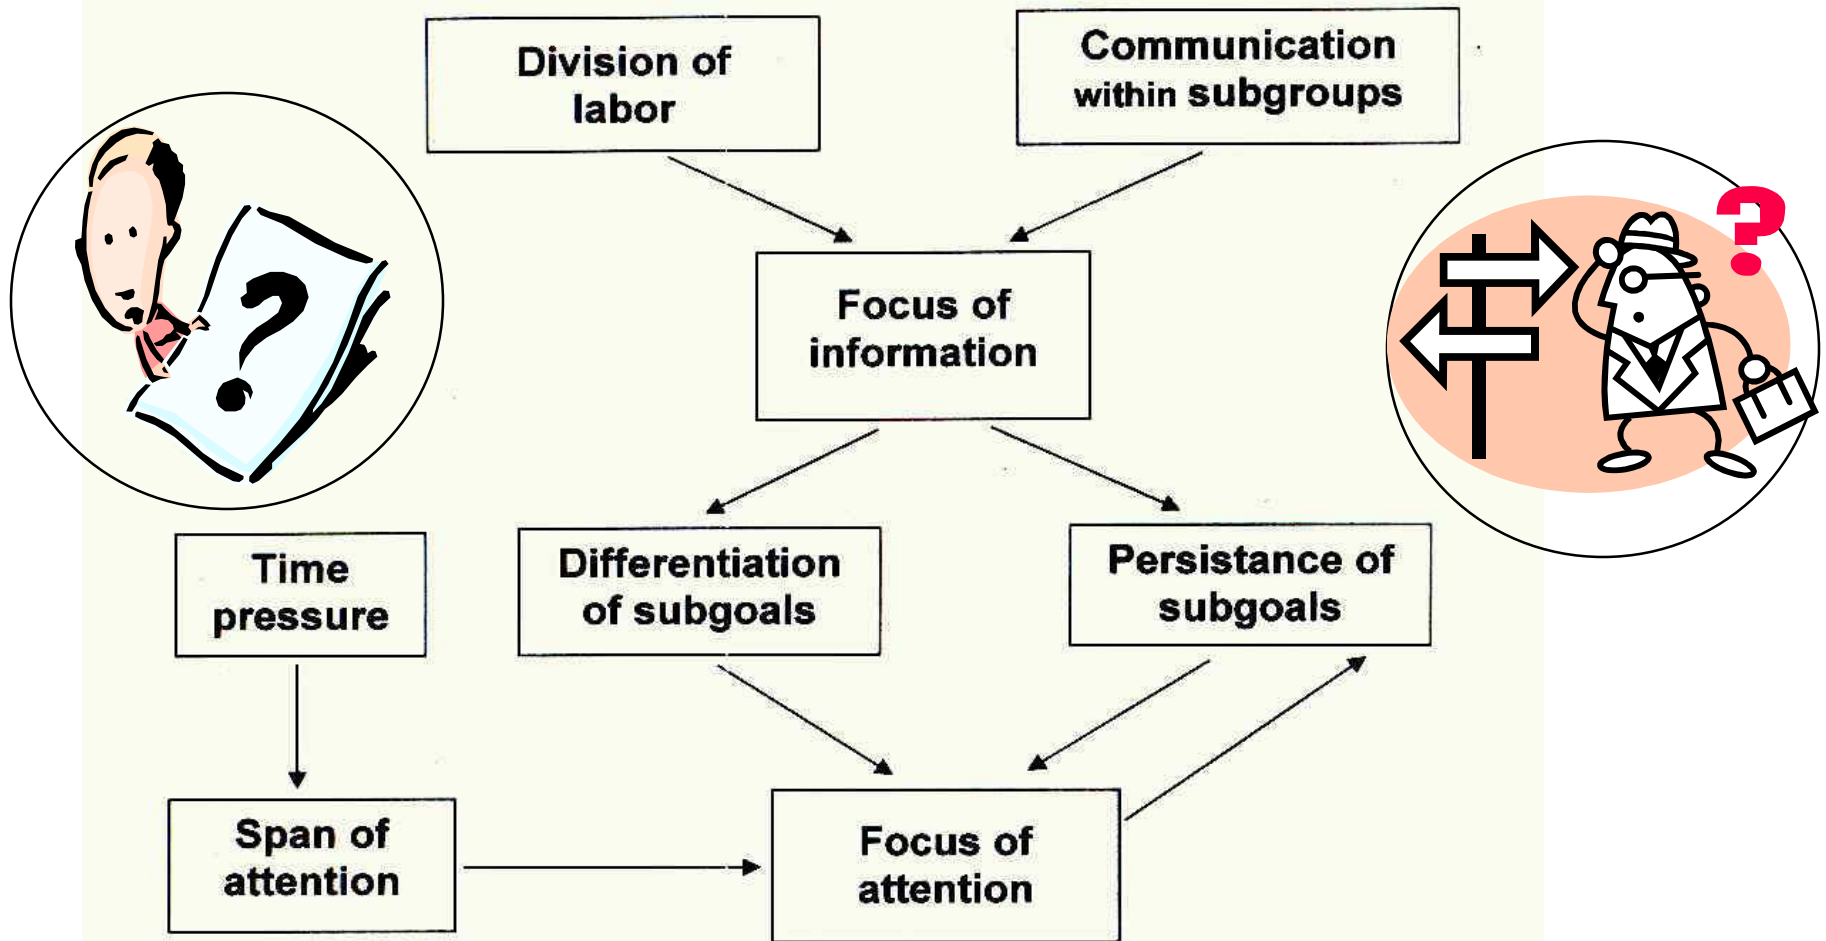 Division of
labor
Communication
within subgroups
?
?
Focus of
information
Time
pressure
Differentiation
of subgoals
Persistance of
subgoals
Span of
attention
Focus of
attention